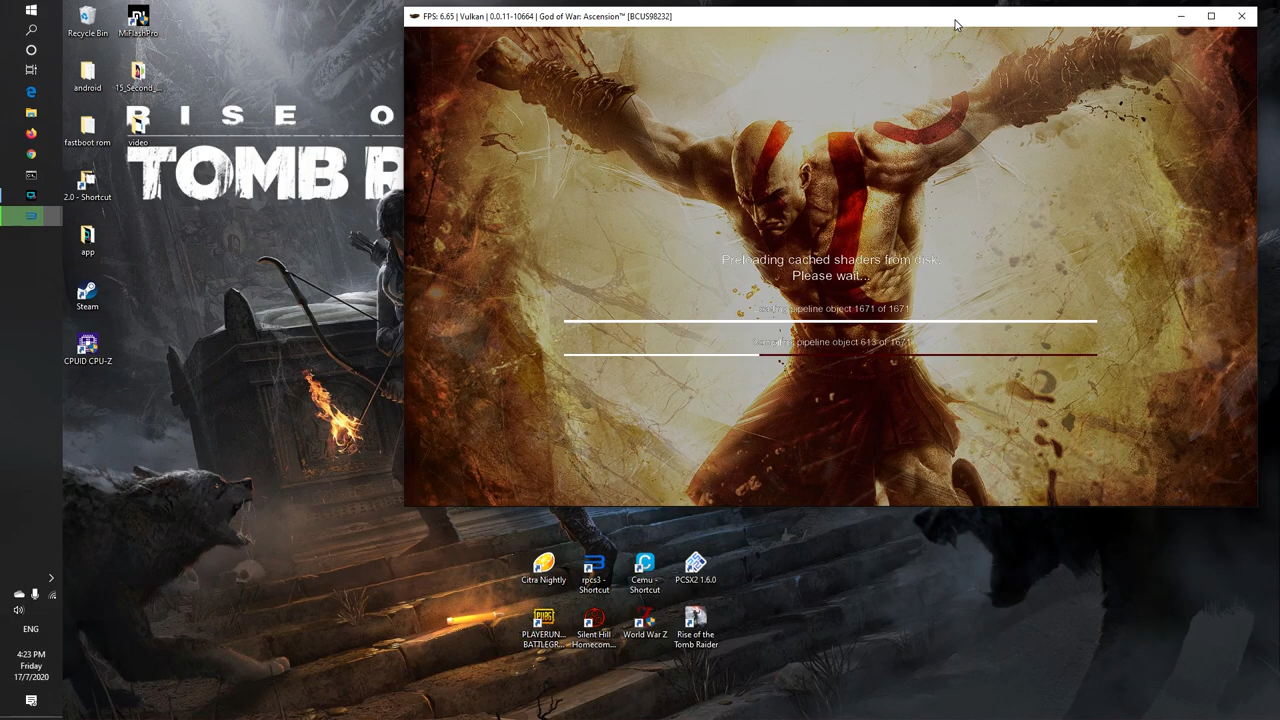 FPS: 6.65 | Vulkan | 0.0.11-10664 | God of War: Ascension™ [BCUS98232]
Recycle Bin
MiFlashPro
android
15_Second_...
RISE O
TOMB R
fastboot rom
video
2.0 - Shortcut
app
Steam
CPUID CPU-Z
Preloading cached shaders from disk.
Please wait...
pipeline object 1671 of 1671
pipeline object 613 of 1671
Citra Nightly
rpcs3 -
Shortcut
Cemu -
Shortcut
PCSX2 1.6.0
PLAYERUN...
BATTLEGR...
Silent Hill
Homecom...
World War Z
Rise of the
Tomb Raider
ENG
4:23 PM
Friday
17/7/2020